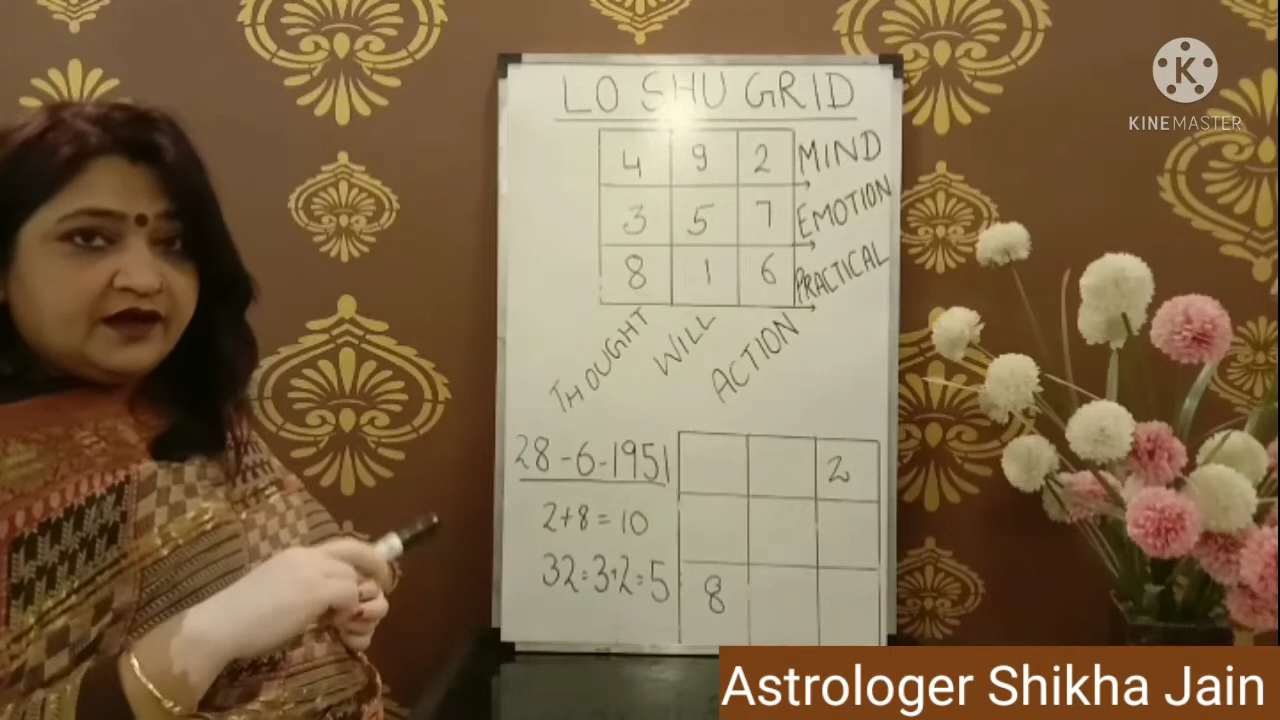 LO SHU GRID
4 9 2 MIND
3 5 7 EMOTION
8 1 6 PRACTICAL
THOUGHT WILL ACTION
28-6-1951
2+8=10
32=3+2=5
2
8
K
KINEMASTER
Astrologer Shikha Jain